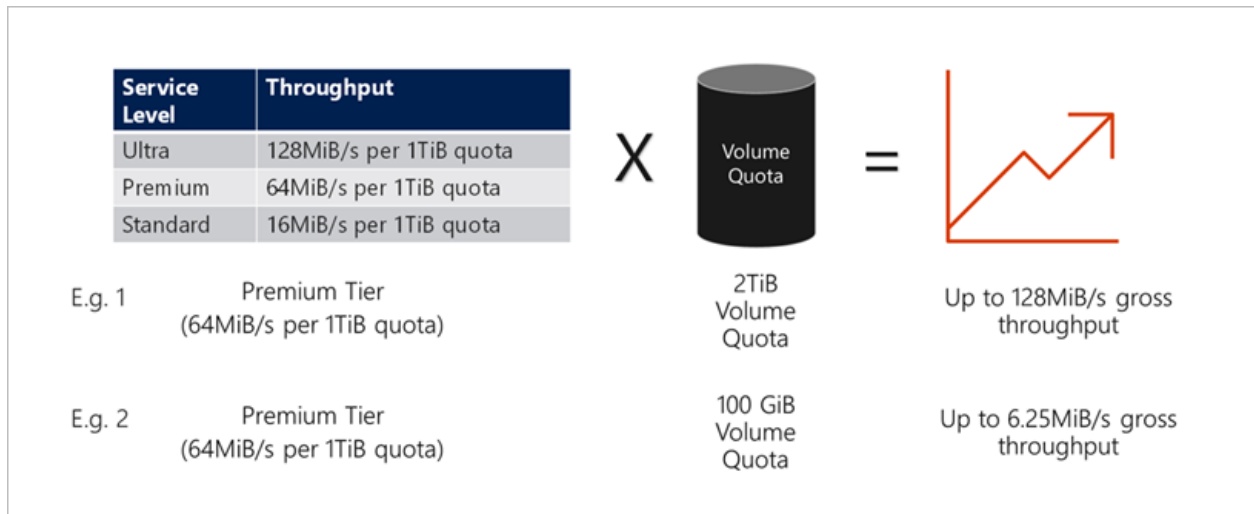 Service Level
Throughput
Ultra
128MiB/s per 1TiB quota
Premium
64MiB/s per 1TiB quota
Standard
16MiB/s per 1TiB quota
X
Volume
Quota
=
E.g. 1
Premium Tier
(64MiB/s per 1TiB quota)
2TiB
Volume
Quota
Up to 128MiB/s gross
throughput
E.g. 2
Premium Tier
(64MiB/s per 1TiB quota)
100 GiB
Volume
Quota
Up to 6.25MiB/s gross
throughput